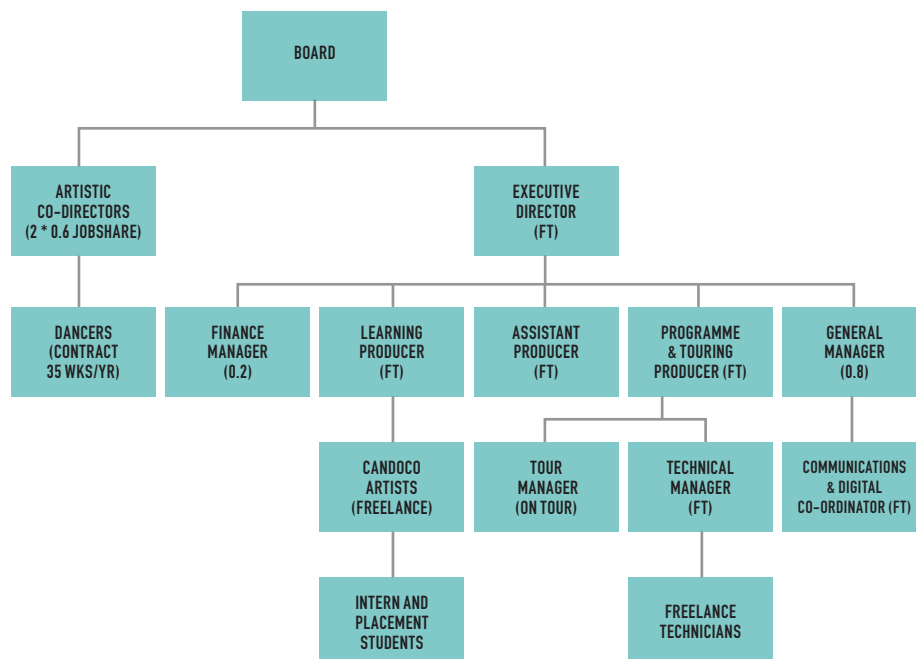 BOARD
ARTISTIC
CO-DIRECTORS
(2 * 0.6 JOBSHARE)
EXECUTIVE
DIRECTOR
(FT)
DANCERS
(CONTRACT
35 WKS/YR)
FINANCE
MANAGER
(0.2)
LEARNING
PRODUCER
(FT)
ASSISTANT
PRODUCER
(FT)
PROGRAMME
& TOURING
PRODUCER (FT)
GENERAL
MANAGER
(0.8)
CANDOCO
ARTISTS
(FREELANCE)
TOUR
MANAGER
(ON TOUR)
TECHNICAL
MANAGER
(FT)
COMMUNICATIONS
& DIGITAL
CO-ORDINATOR (FT)
INTERN AND
PLACEMENT
STUDENTS
FREELANCE
TECHNICIANS